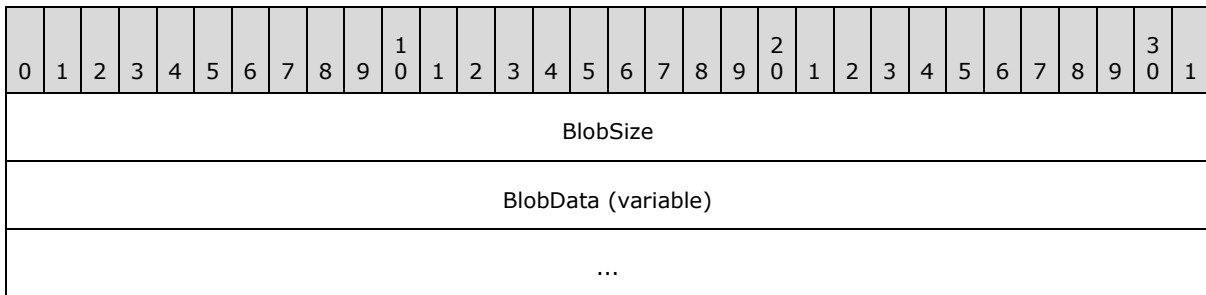 1 2 3
0 1 2 3 4 5 6 7 8 9 0 1 2 3 4 5 6 7 8 9 0 1 2 3 4 5 6 7 8 9 0 1
BlobSize
BlobData (variable)
...